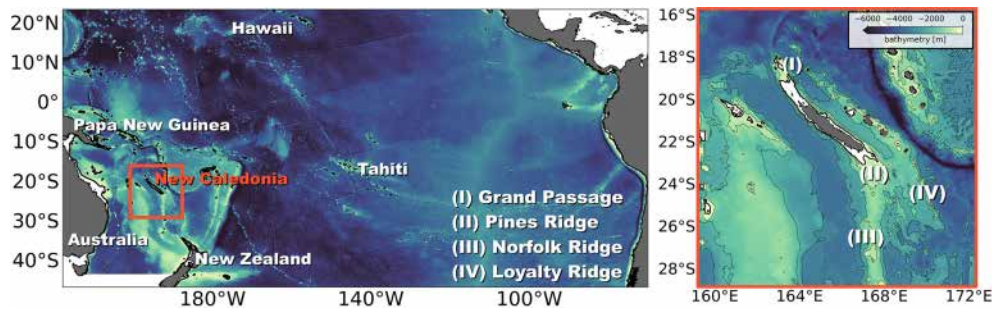 20°N
10°N
0°
10°S
20°S
30°S
40°S
180°W
140°W
100°W
Hawaii
Papa New Guinea
New Caledonia
Tahiti
Australia
New Zealand
(I) Grand Passage
(II) Pines Ridge
(III) Norfolk Ridge
(IV) Loyalty Ridge
16°S
18°S
20°S
22°S
24°S
26°S
28°S
160°E
164°E
168°E
172°E
−6000 −4000 −2000 0
bathymetry [m]
(I)
(II)
(III)
(IV)